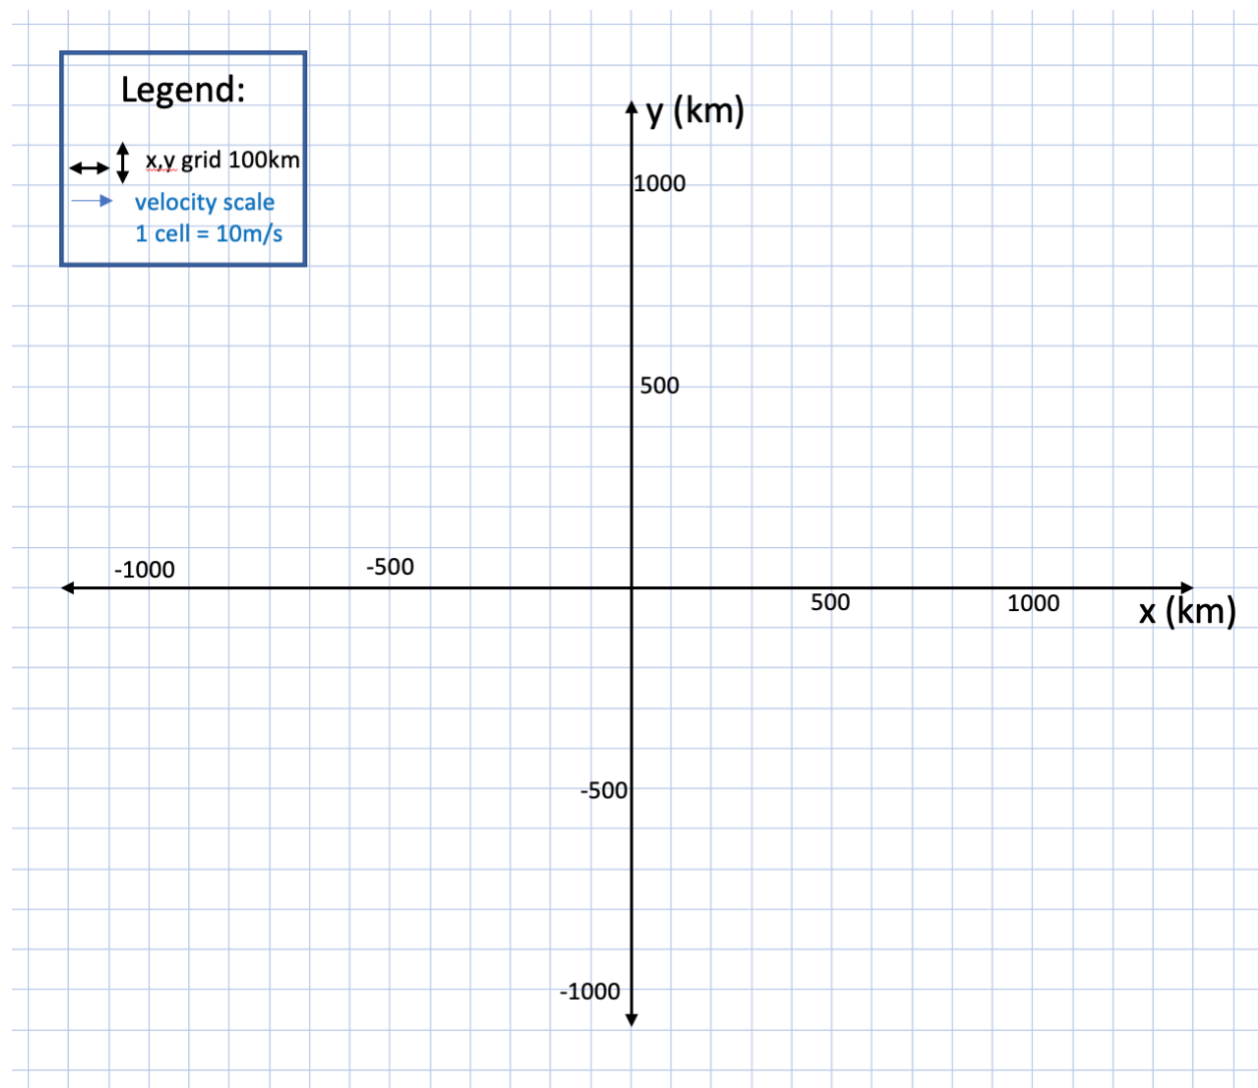 Legend:
x,y grid 100km
velocity scale
1 cell = 10m/s
y (km)
1000
500
-1000
-500
500
1000
x (km)
-500
-1000